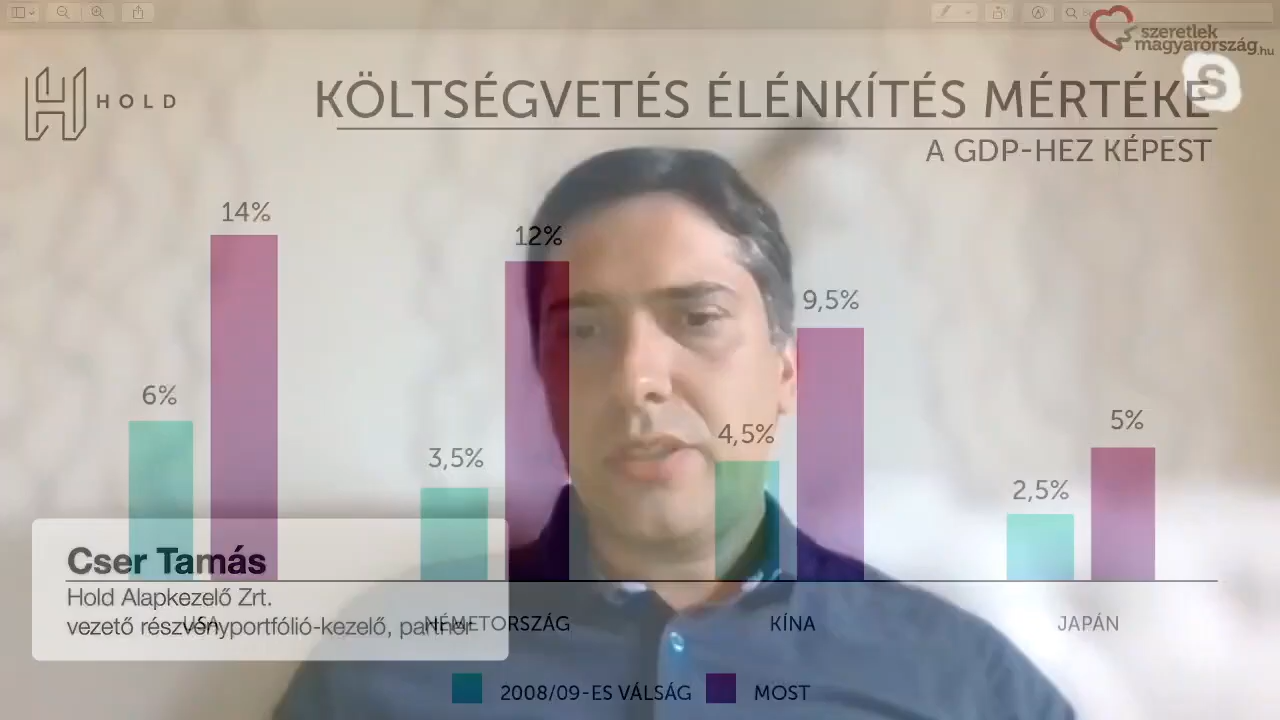 szeretlek
magyarország.hu
S
HOLD
KÖLTSÉGVETÉS ÉLÉNKÍTÉS MÉRTÉKE
A GDP-HEZ KÉPEST
14%
12%
9,5%
6%
5%
4,5%
3,5%
2,5%
Cser Tamás
Hold Alapkezelő Zrt.
vezető részvényportfólió-kezelő, partner
USA
NÉMETORSZÁG
KÍNA
JAPÁN
2008/09-ES VÁLSÁG
MOST